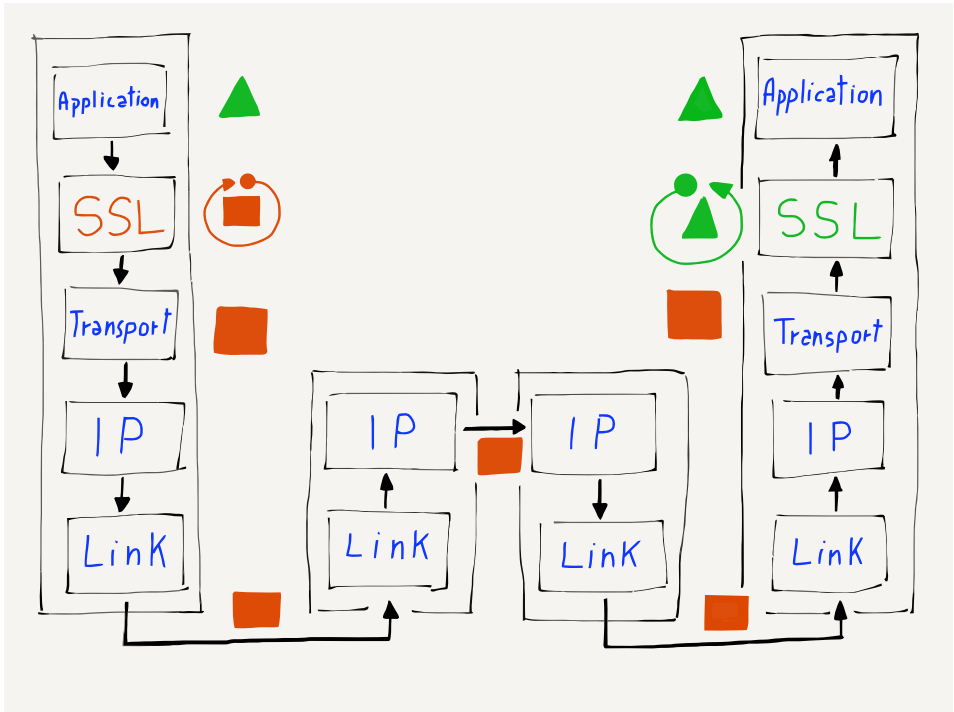 Application
SSL
Transport
IP
Link
IP
Link
IP
Link
Application
SSL
Transport
IP
Link